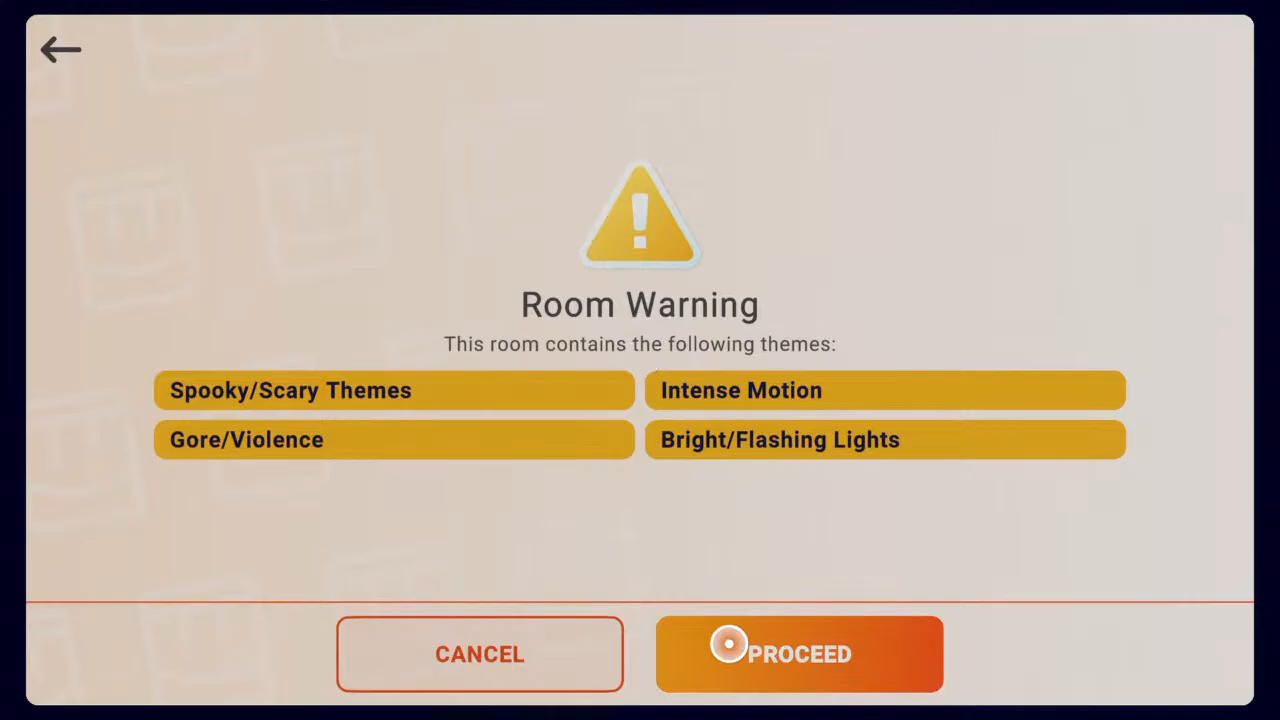 Room Warning
This room contains the following themes:
Spooky/Scary Themes
Intense Motion
Gore/Violence
Bright/Flashing Lights
CANCEL
PROCEED